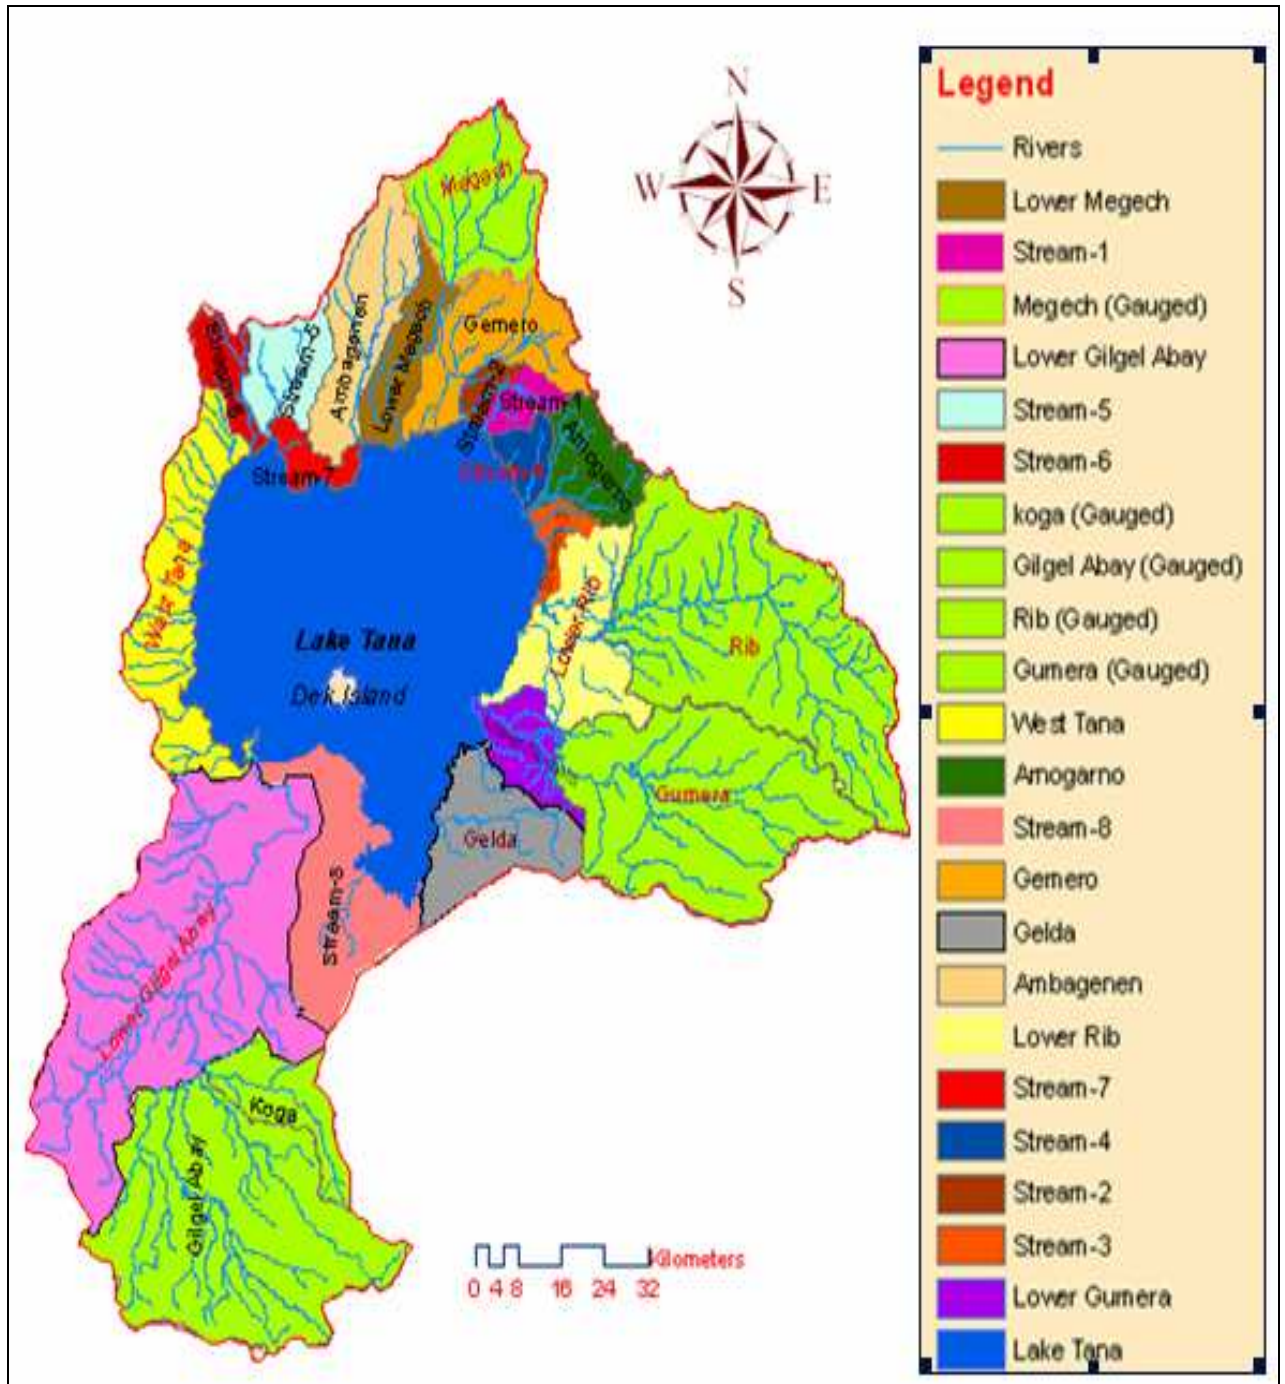 N
W
E
S
Megech
Gemero
Ambagenen
Lower Megech
Stream-5
Stream-2
Stream-1
Stream-7
West Tana
Lake Tana
Dek Island
Lower Rib
Rib
Gumera
Gelda
Stream-8
Lower Gilgel Abay
Koga
Gilgel Abay
Kilometers
0 4 8 16 24 32
Legend
Rivers
Lower Megech
Stream-1
Megech (Gauged)
Lower Gilgel Abay
Stream-5
Stream-6
koga (Gauged)
Gilgel Abay (Gauged)
Rib (Gauged)
Gumera (Gauged)
West Tana
Arnogarno
Stream-8
Gemero
Gelda
Ambagenen
Lower Rib
Stream-7
Stream-4
Stream-2
Stream-3
Lower Gumera
Lake Tana